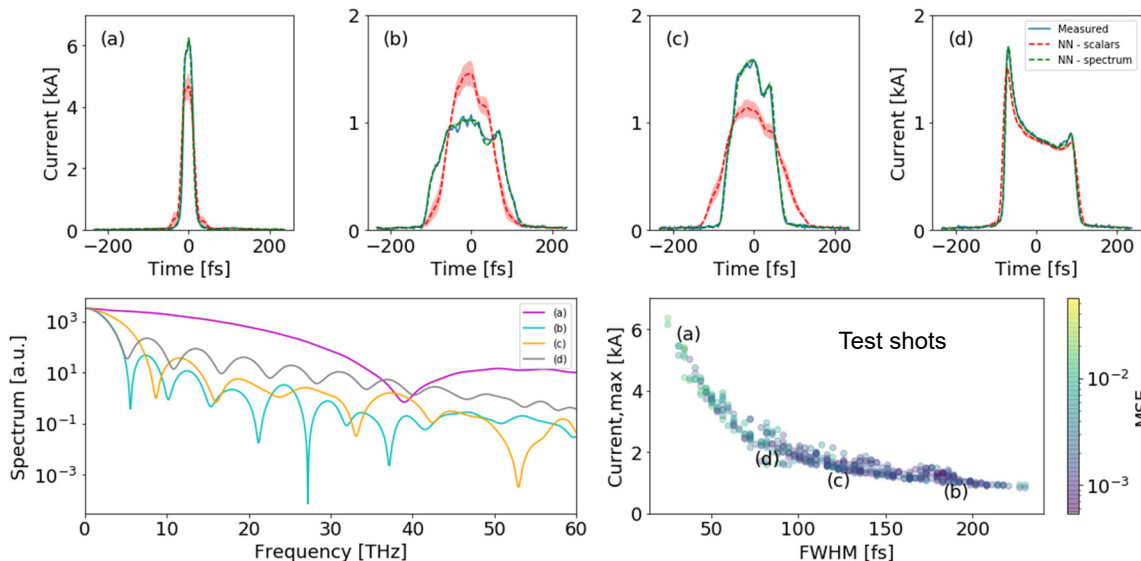 (a)
(b)
(c)
(d)
Measured
NN - scalars
NN - spectrum
Current [kA]
6
4
2
0
−200
0
200
Time [fs]
Current [kA]
2
1
0
−200
0
200
Time [fs]
Current [kA]
2
1
0
−200
0
200
Time [fs]
Current [kA]
2
1
0
−200
0
200
Time [fs]
Spectrum [a.u.]
10³
10¹
10⁻¹
10⁻³
0
10
20
30
40
50
60
Frequency [THz]
(a)
(b)
(c)
(d)
Current,max [kA]
6
4
2
0
50
100
150
200
FWHM [fs]
Test shots
(a)
(d)
(c)
(b)
10⁻²
10⁻³
MSE